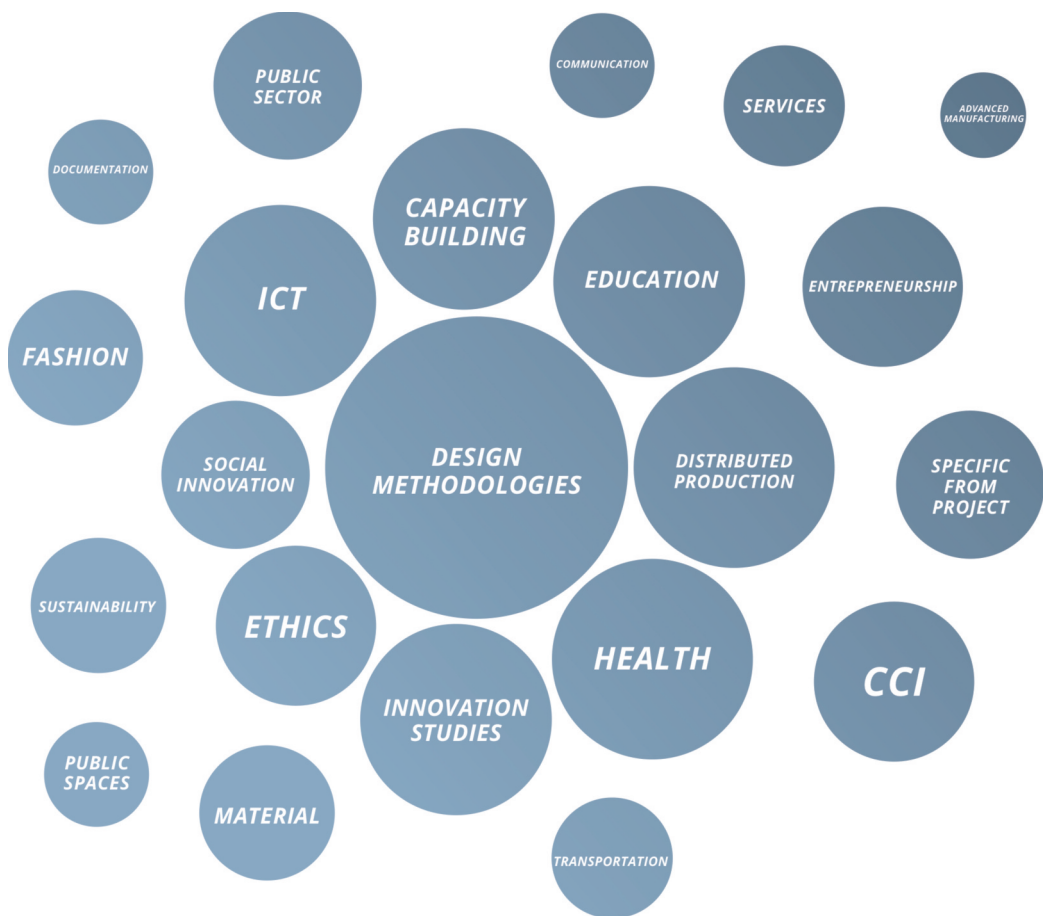 COMMUNICATION
PUBLIC
SECTOR
SERVICES
ADVANCED
MANUFACTURING
DOCUMENTATION
CAPACITY
BUILDING
EDUCATION
ENTREPRENEURSHIP
ICT
FASHION
SOCIAL
INNOVATION
DESIGN
METHODOLOGIES
DISTRIBUTED
PRODUCTION
SPECIFIC
FROM
PROJECT
SUSTAINABILITY
ETHICS
HEALTH
CCI
INNOVATION
STUDIES
PUBLIC
SPACES
MATERIAL
TRANSPORTATION